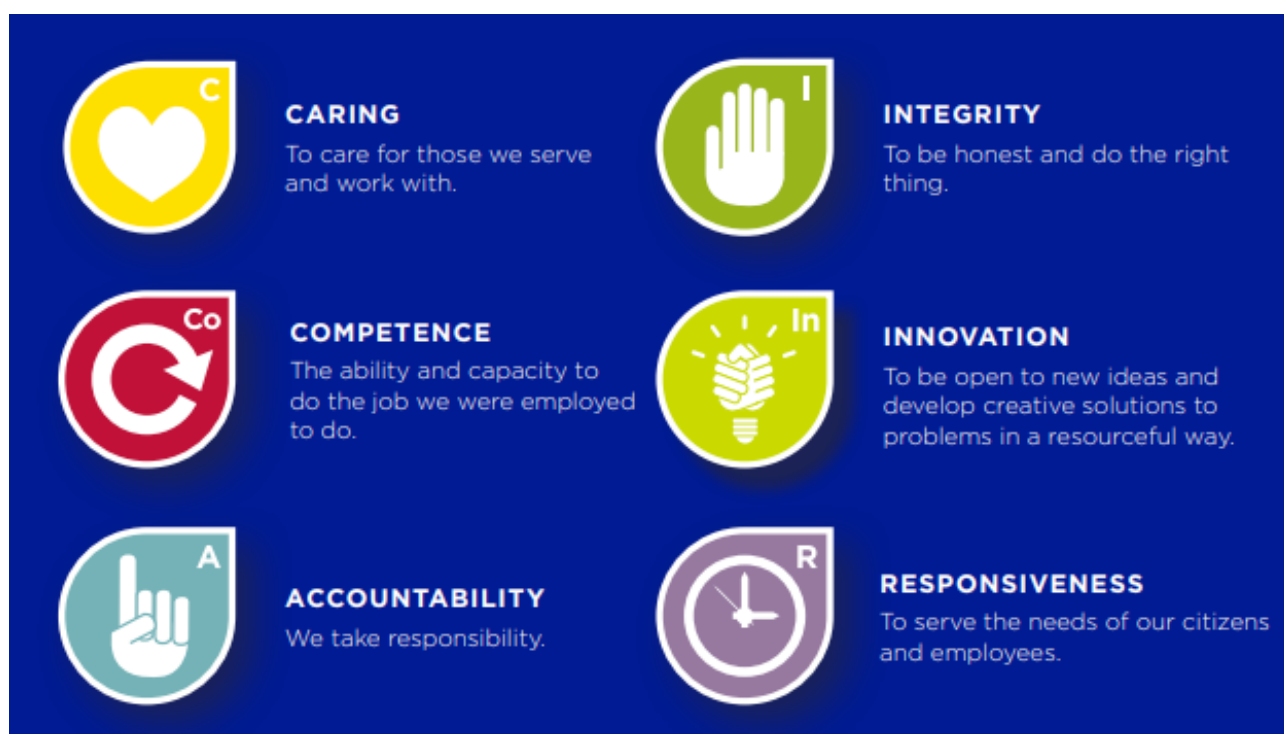 C
CARING
To care for those we serve
and work with.
I
INTEGRITY
To be honest and do the right
thing.
Co
COMPETENCE
The ability and capacity to
do the job we were employed
to do.
In
INNOVATION
To be open to new ideas and
develop creative solutions to
problems in a resourceful way.
A
ACCOUNTABILITY
We take responsibility.
R
RESPONSIVENESS
To serve the needs of our citizens
and employees.